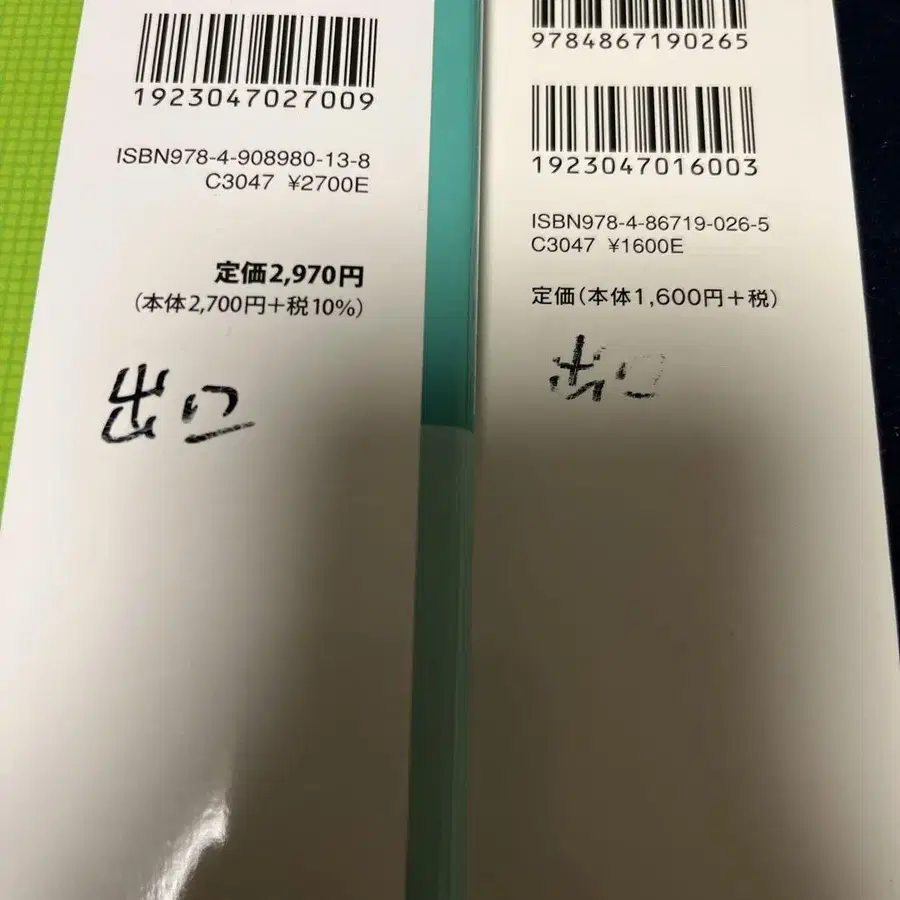 1923047027009
ISBN978-4-908980-13-8
C3047 ¥2700E
定価2,970円
（本体2,700円＋税10%）
出口
9784867190265
1923047016003
ISBN978-4-86719-026-5
C3047 ¥1600E
定価（本体1,600円＋税）